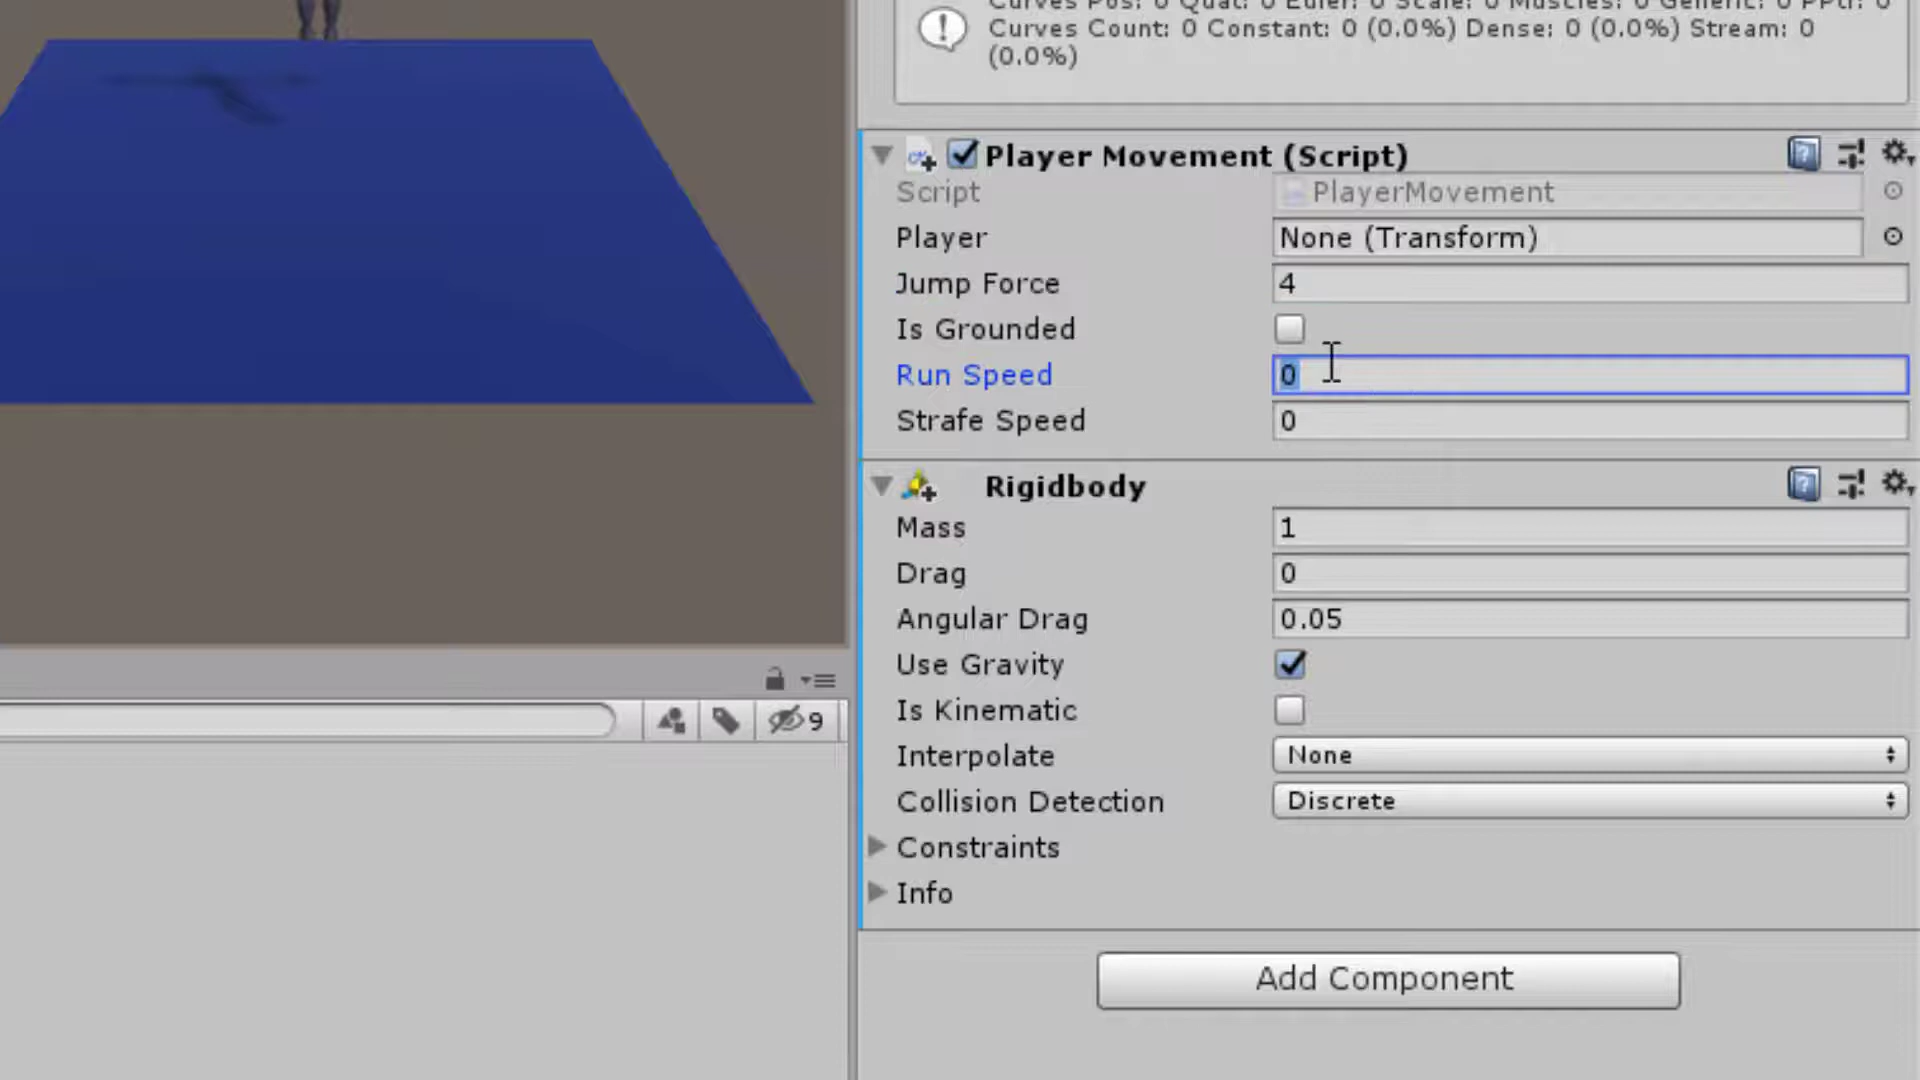 Curves Pos: 0 Quat: 0 Euler: 0 Scale: 0 Muscles: 0 Generic: 0 PPtr: 0
Curves Count: 0 Constant: 0 (0.0%) Dense: 0 (0.0%) Stream: 0
(0.0%)
Player Movement (Script)
Script PlayerMovement
Player None (Transform)
Jump Force 4
Is Grounded
Run Speed 0
Strafe Speed 0
Rigidbody
Mass 1
Drag 0
Angular Drag 0.05
Use Gravity
Is Kinematic
9
Interpolate None
Collision Detection Discrete
Constraints
Info
Add Component